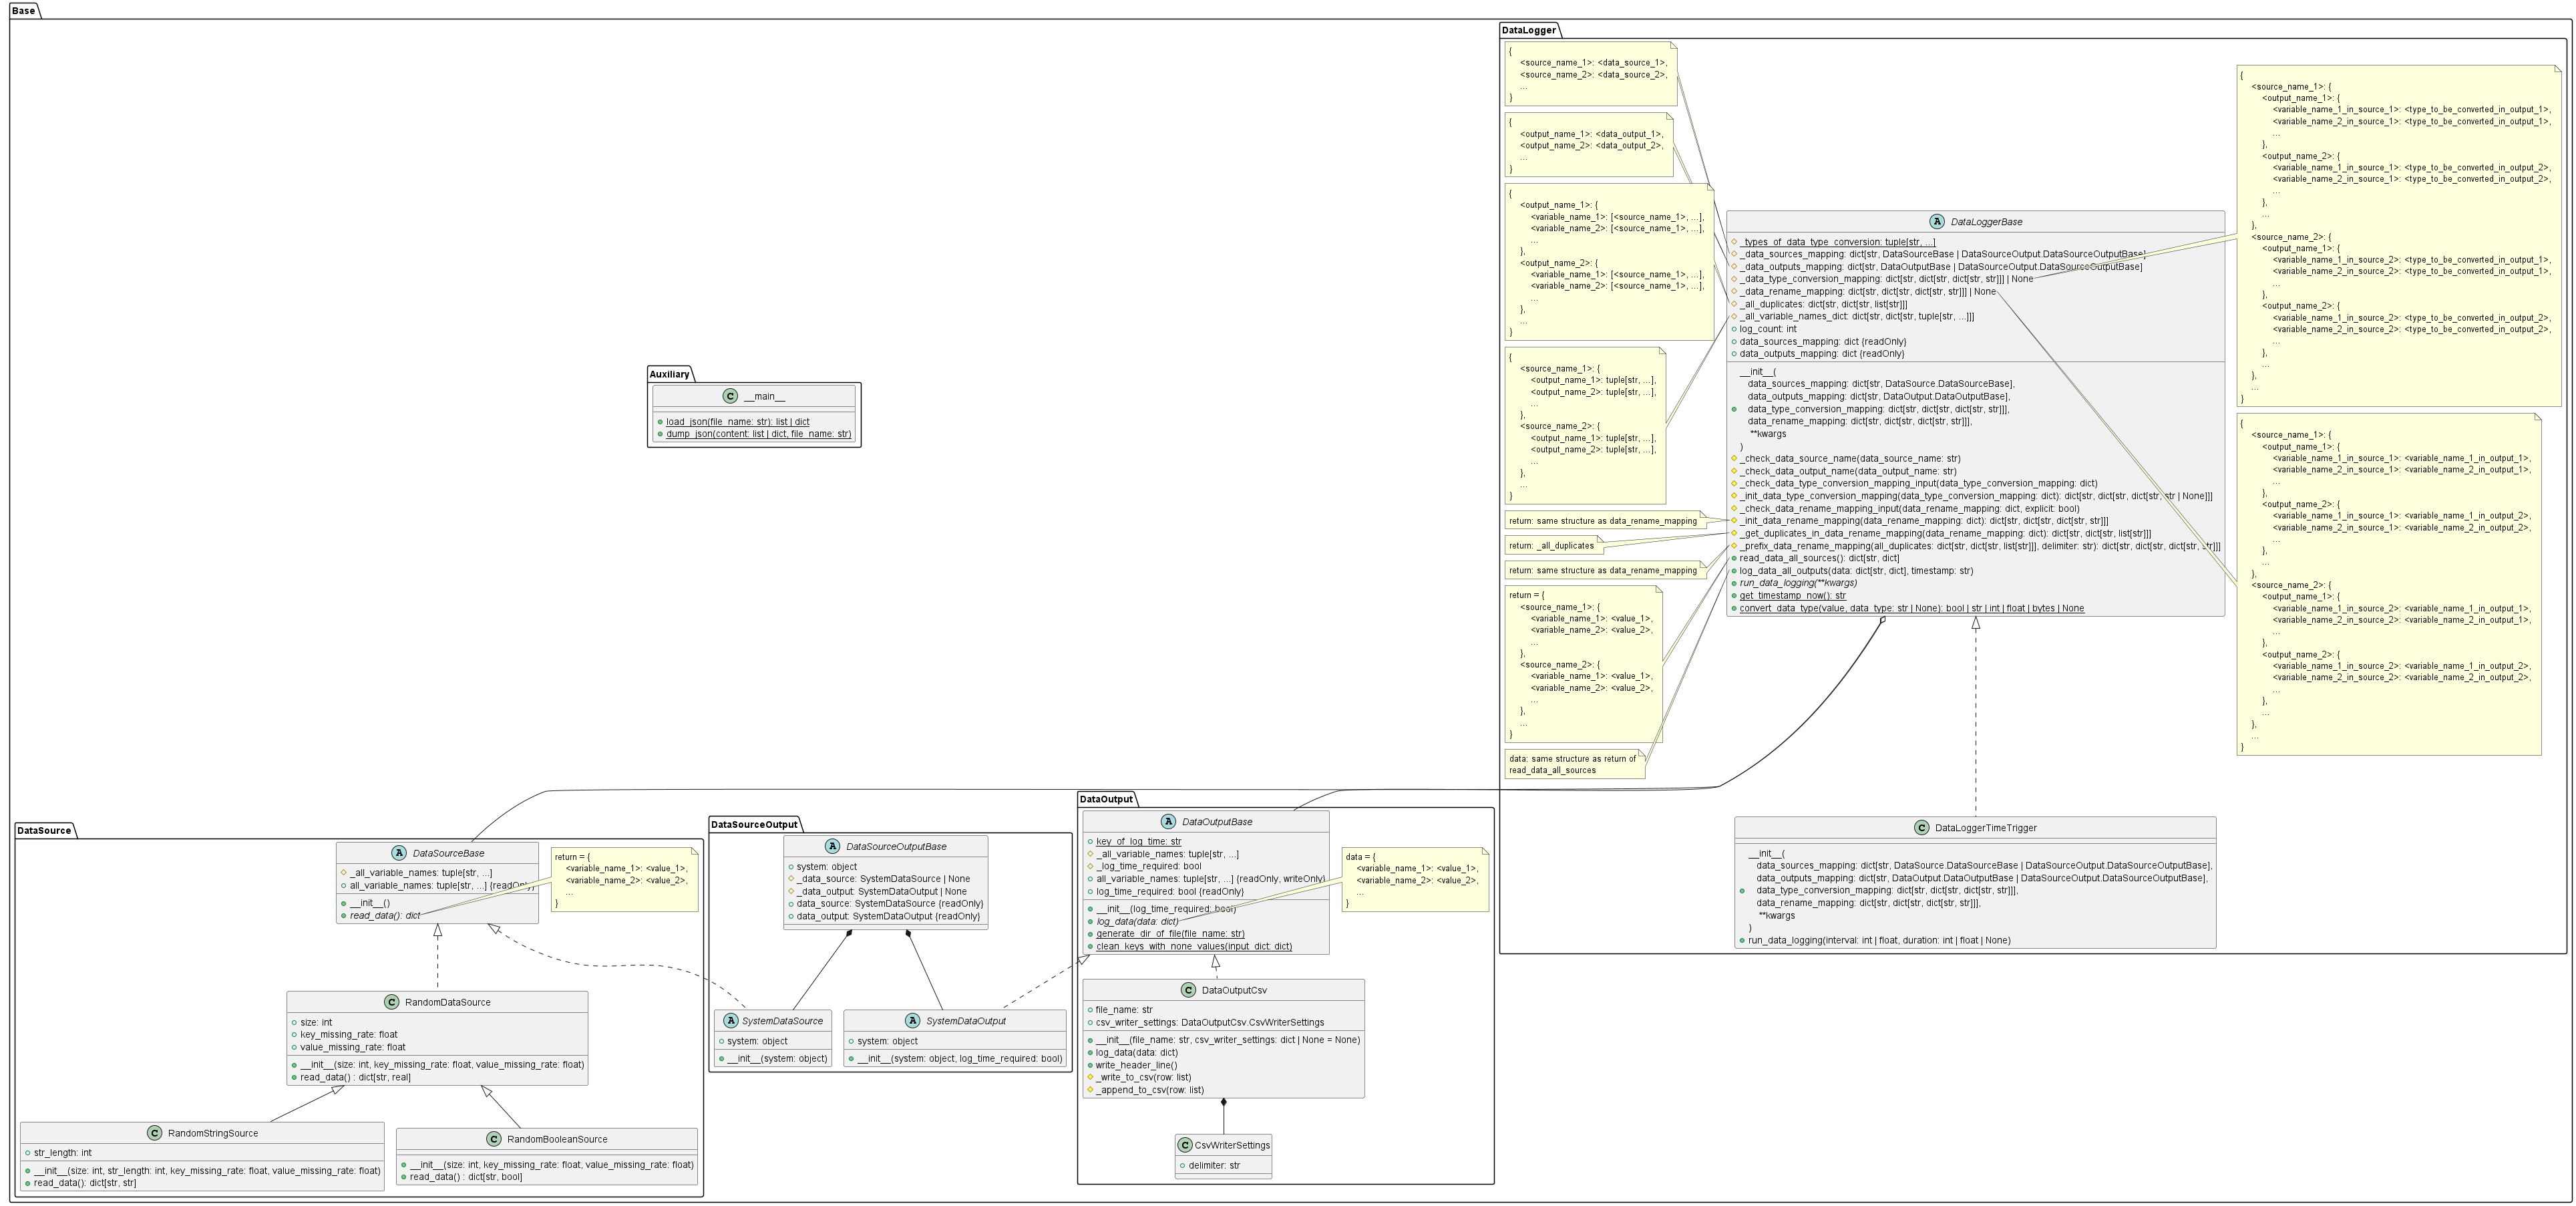 Base
DataLogger
{
<source_name_1>: <data_source_1>,
<source_name_2>: <data_source_2>,
...
}
{
<output_name_1>: <data_output_1>,
<output_name_2>: <data_output_2>,
...
}
{
<output_name_1>: {
<variable_name_1>: [<source_name_1>, ...],
<variable_name_2>: [<source_name_1>, ...],
...
},
<output_name_2>: {
<variable_name_1>: [<source_name_1>, ...],
<variable_name_2>: [<source_name_1>, ...],
...
},
...
}
{
<source_name_1>: {
<output_name_1>: tuple[str, ...],
<output_name_2>: tuple[str, ...],
...
},
<source_name_2>: {
<output_name_1>: tuple[str, ...],
<output_name_2>: tuple[str, ...],
...
},
...
}
return: same structure as data_rename_mapping
return: _all_duplicates
return: same structure as data_rename_mapping
return = {
<source_name_1>: {
<variable_name_1>: <value_1>,
<variable_name_2>: <value_2>,
...
},
<source_name_2>: {
<variable_name_1>: <value_1>,
<variable_name_2>: <value_2>,
...
},
...
}
data: same structure as return of
read_data_all_sources
A DataLoggerBase
_types_of_data_type_conversion: tuple[str, ...]
_data_sources_mapping: dict[str, DataSourceBase | DataSourceOutput.DataSourceOutputBase]
_data_outputs_mapping: dict[str, DataOutputBase | DataSourceOutput.DataSourceOutputBase]
_data_type_conversion_mapping: dict[str, dict[str, dict[str, str]]] | None
_data_rename_mapping: dict[str, dict[str, dict[str, str]]] | None
_all_duplicates: dict[str, dict[str, list[str]]]
_all_variable_names_dict: dict[str, dict[str, tuple[str, ...]]]
log_count: int
data_sources_mapping: dict {readOnly}
data_outputs_mapping: dict {readOnly}
__init__(
data_sources_mapping: dict[str, DataSource.DataSourceBase],
data_outputs_mapping: dict[str, DataOutput.DataOutputBase],
data_type_conversion_mapping: dict[str, dict[str, dict[str, str]]],
data_rename_mapping: dict[str, dict[str, dict[str, str]]],
**kwargs
)
_check_data_source_name(data_source_name: str)
_check_data_output_name(data_output_name: str)
_check_data_type_conversion_mapping_input(data_type_conversion_mapping: dict)
_init_data_type_conversion_mapping(data_type_conversion_mapping: dict): dict[str, dict[str, dict[str, str | None]]]
_check_data_rename_mapping_input(data_rename_mapping: dict, explicit: bool)
_init_data_rename_mapping(data_rename_mapping: dict): dict[str, dict[str, dict[str, str]]]
_get_duplicates_in_data_rename_mapping(data_rename_mapping: dict): dict[str, dict[str, list[str]]]
_prefix_data_rename_mapping(all_duplicates: dict[str, dict[str, list[str]]], delimiter: str): dict[str, dict[str, dict[str, str]]]
read_data_all_sources(): dict[str, dict]
log_data_all_outputs(data: dict[str, dict], timestamp: str)
run_data_logging(**kwargs)
get_timestamp_now(): str
convert_data_type(value, data_type: str | None): bool | str | int | float | bytes | None
{
<source_name_1>: {
<output_name_1>: {
<variable_name_1_in_source_1>: <type_to_be_converted_in_output_1>,
<variable_name_2_in_source_1>: <type_to_be_converted_in_output_1>,
...
},
<output_name_2>: {
<variable_name_1_in_source_1>: <type_to_be_converted_in_output_2>,
<variable_name_2_in_source_1>: <type_to_be_converted_in_output_2>,
...
},
...
},
<source_name_2>: {
<output_name_1>: {
<variable_name_1_in_source_2>: <type_to_be_converted_in_output_1>,
<variable_name_2_in_source_2>: <type_to_be_converted_in_output_1>,
...
},
<output_name_2>: {
<variable_name_1_in_source_2>: <type_to_be_converted_in_output_2>,
<variable_name_2_in_source_2>: <type_to_be_converted_in_output_2>,
...
},
...
},
...
}
{
<source_name_1>: {
<output_name_1>: {
<variable_name_1_in_source_1>: <variable_name_1_in_output_1>,
<variable_name_2_in_source_1>: <variable_name_2_in_output_1>,
...
},
<output_name_2>: {
<variable_name_1_in_source_1>: <variable_name_1_in_output_2>,
<variable_name_2_in_source_1>: <variable_name_2_in_output_2>,
...
},
...
},
<source_name_2>: {
<output_name_1>: {
<variable_name_1_in_source_2>: <variable_name_1_in_output_1>,
<variable_name_2_in_source_2>: <variable_name_2_in_output_1>,
...
},
<output_name_2>: {
<variable_name_1_in_source_2>: <variable_name_1_in_output_2>,
<variable_name_2_in_source_2>: <variable_name_2_in_output_2>,
...
},
...
},
...
}
C DataLoggerTimeTrigger
__init__(
data_sources_mapping: dict[str, DataSource.DataSourceBase | DataSourceOutput.DataSourceOutputBase],
data_outputs_mapping: dict[str, DataOutput.DataOutputBase | DataSourceOutput.DataSourceOutputBase],
data_type_conversion_mapping: dict[str, dict[str, dict[str, str]]],
data_rename_mapping: dict[str, dict[str, dict[str, str]]],
**kwargs
)
run_data_logging(interval: int | float, duration: int | float | None)
Auxiliary
C __main__
load_json(file_name: str): list | dict
dump_json(content: list | dict, file_name: str)
DataSource
A DataSourceBase
_all_variable_names: tuple[str, ...]
all_variable_names: tuple[str, ...] {readOnly}
__init__()
read_data(): dict
return = {
<variable_name_1>: <value_1>,
<variable_name_2>: <value_2>,
...
}
C RandomDataSource
size: int
key_missing_rate: float
value_missing_rate: float
__init__(size: int, key_missing_rate: float, value_missing_rate: float)
read_data() : dict[str, real]
C RandomStringSource
str_length: int
__init__(size: int, str_length: int, key_missing_rate: float, value_missing_rate: float)
read_data(): dict[str, str]
C RandomBooleanSource
__init__(size: int, key_missing_rate: float, value_missing_rate: float)
read_data() : dict[str, bool]
DataSourceOutput
A DataSourceOutputBase
system: object
_data_source: SystemDataSource | None
_data_output: SystemDataOutput | None
data_source: SystemDataSource {readOnly}
data_output: SystemDataOutput {readOnly}
A SystemDataSource
system: object
__init__(system: object)
A SystemDataOutput
system: object
__init__(system: object, log_time_required: bool)
DataOutput
A DataOutputBase
key_of_log_time: str
_all_variable_names: tuple[str, ...]
_log_time_required: bool
all_variable_names: tuple[str, ...] {readOnly, writeOnly}
log_time_required: bool {readOnly}
__init__(log_time_required: bool)
log_data(data: dict)
generate_dir_of_file(file_name: str)
clean_keys_with_none_values(input_dict: dict)
data = {
<variable_name_1>: <value_1>,
<variable_name_2>: <value_2>,
...
}
C DataOutputCsv
file_name: str
csv_writer_settings: DataOutputCsv.CsvWriterSettings
__init__(file_name: str, csv_writer_settings: dict | None = None)
log_data(data: dict)
write_header_line()
_write_to_csv(row: list)
_append_to_csv(row: list)
C CsvWriterSettings
delimiter: str